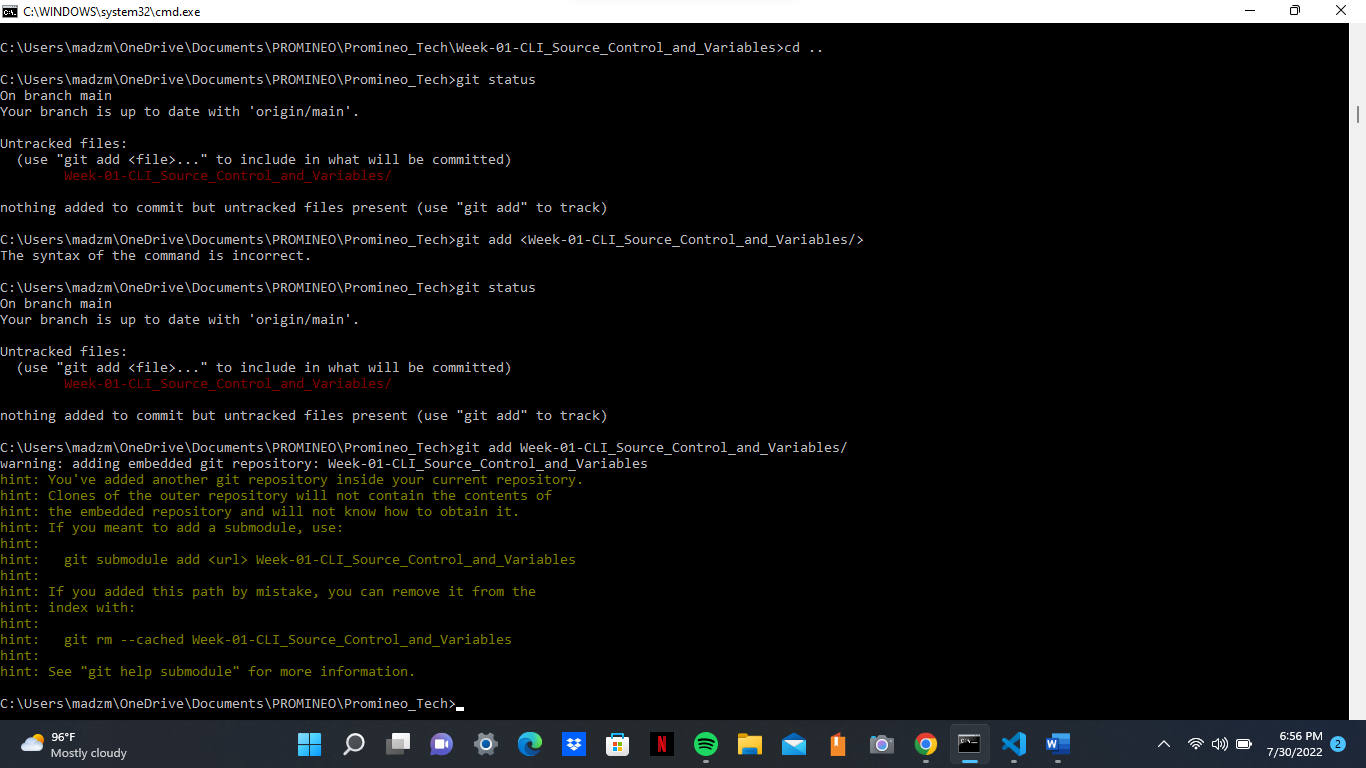 C:\WINDOWS\system32\cmd.exe
C:\Users\madzm\OneDrive\Documents\PROMINEO\Promineo_Tech\Week-01-CLI_Source_Control_and_Variables>cd ..
C:\Users\madzm\OneDrive\Documents\PROMINEO\Promineo_Tech>git status
On branch main
Your branch is up to date with 'origin/main'.
Untracked files:
  (use "git add <file>..." to include in what will be committed)
        Week-01-CLI_Source_Control_and_Variables/
nothing added to commit but untracked files present (use "git add" to track)
C:\Users\madzm\OneDrive\Documents\PROMINEO\Promineo_Tech>git add <Week-01-CLI_Source_Control_and_Variables/>
The syntax of the command is incorrect.
C:\Users\madzm\OneDrive\Documents\PROMINEO\Promineo_Tech>git status
On branch main
Your branch is up to date with 'origin/main'.
Untracked files:
  (use "git add <file>..." to include in what will be committed)
        Week-01-CLI_Source_Control_and_Variables/
nothing added to commit but untracked files present (use "git add" to track)
C:\Users\madzm\OneDrive\Documents\PROMINEO\Promineo_Tech>git add Week-01-CLI_Source_Control_and_Variables/
warning: adding embedded git repository: Week-01-CLI_Source_Control_and_Variables
hint: You've added another git repository inside your current repository.
hint: Clones of the outer repository will not contain the contents of
hint: the embedded repository and will not know how to obtain it.
hint: If you meant to add a submodule, use:
hint:
hint:   git submodule add <url> Week-01-CLI_Source_Control_and_Variables
hint:
hint: If you added this path by mistake, you can remove it from the
hint: index with:
hint:
hint:   git rm --cached Week-01-CLI_Source_Control_and_Variables
hint:
hint: See "git help submodule" for more information.
C:\Users\madzm\OneDrive\Documents\PROMINEO\Promineo_Tech>
96°F
Mostly cloudy
6:56 PM
7/30/2022
2